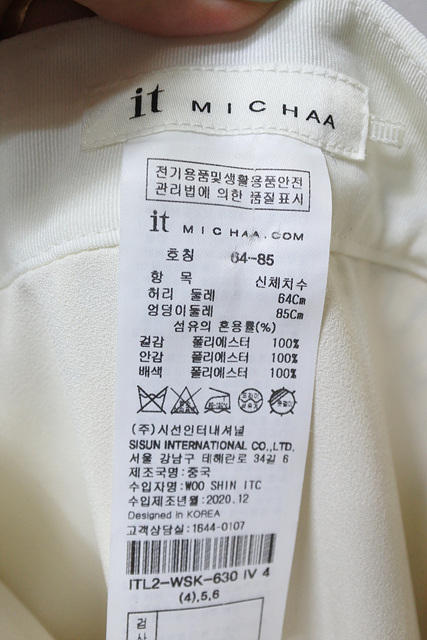 it MICHAA
전기용품및생활용품안전
관리법에 의한 품질표시
it MICHAA.COM
호칭 64-85
항 목 신체치수
허리 둘레 64Cm
엉덩이둘레 85Cm
섬유의 혼용률(%)
겉감 폴리에스터 100%
안감 폴리에스터 100%
배색 폴리에스터 100%
(주)시선인터내셔널
SISUN INTERNATIONAL CO.,LTD.
서울 강남구 테헤란로 34길 6
제조국명:중국
수입자명:WOO SHIN ITC
수입제조년월:2020.12
Designed in KOREA
고객상담실:1644-0107
ITL2-WSK-630 IV 4
(4),5,6
검